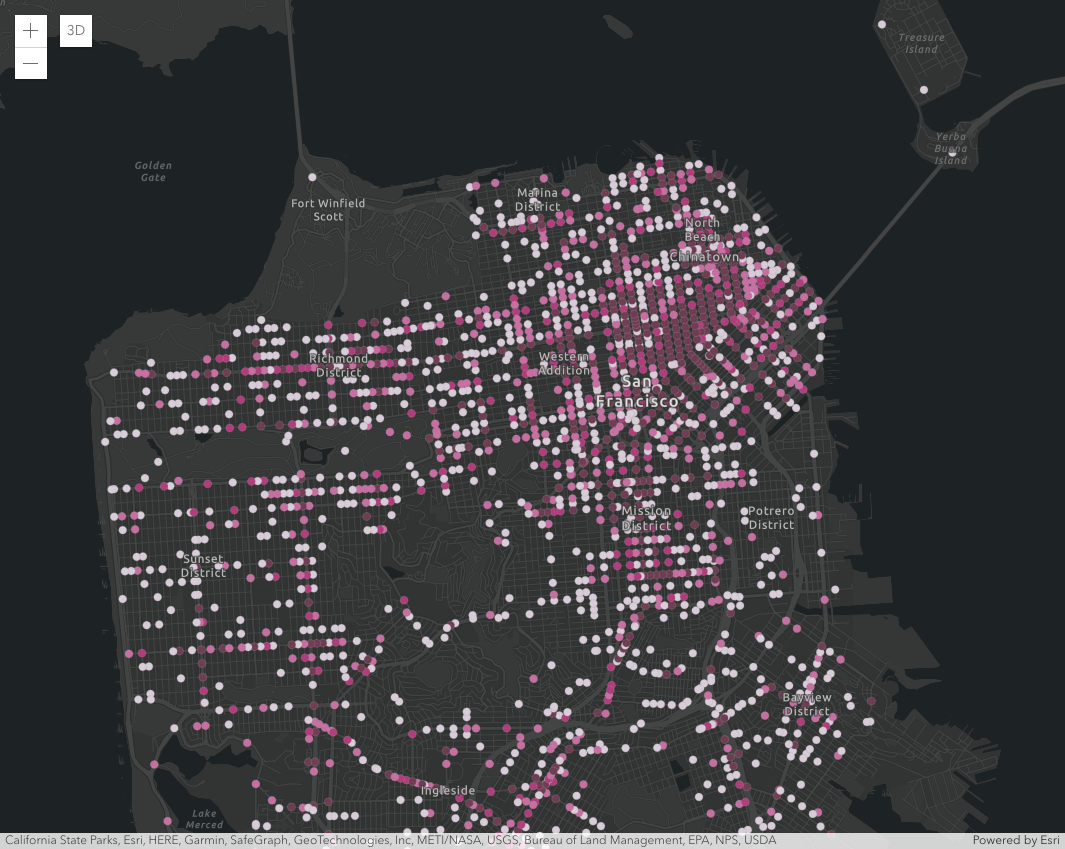 +
3D
−
Treasure
Island
Yerba
Buena
Island
Golden
Gate
Fort Winfield
Scott
Marina
District
North
Beach
Chinatown
Richmond
District
Western
Addition
San
Francisco
Mission
District
Potrero
District
Sunset
District
Bayview
District
Ingleside
Lake
Merced
California State Parks, Esri, HERE, Garmin, SafeGraph, GeoTechnologies, Inc, METI/NASA, USGS, Bureau of Land Management, EPA, NPS, USDA
Powered by Esri